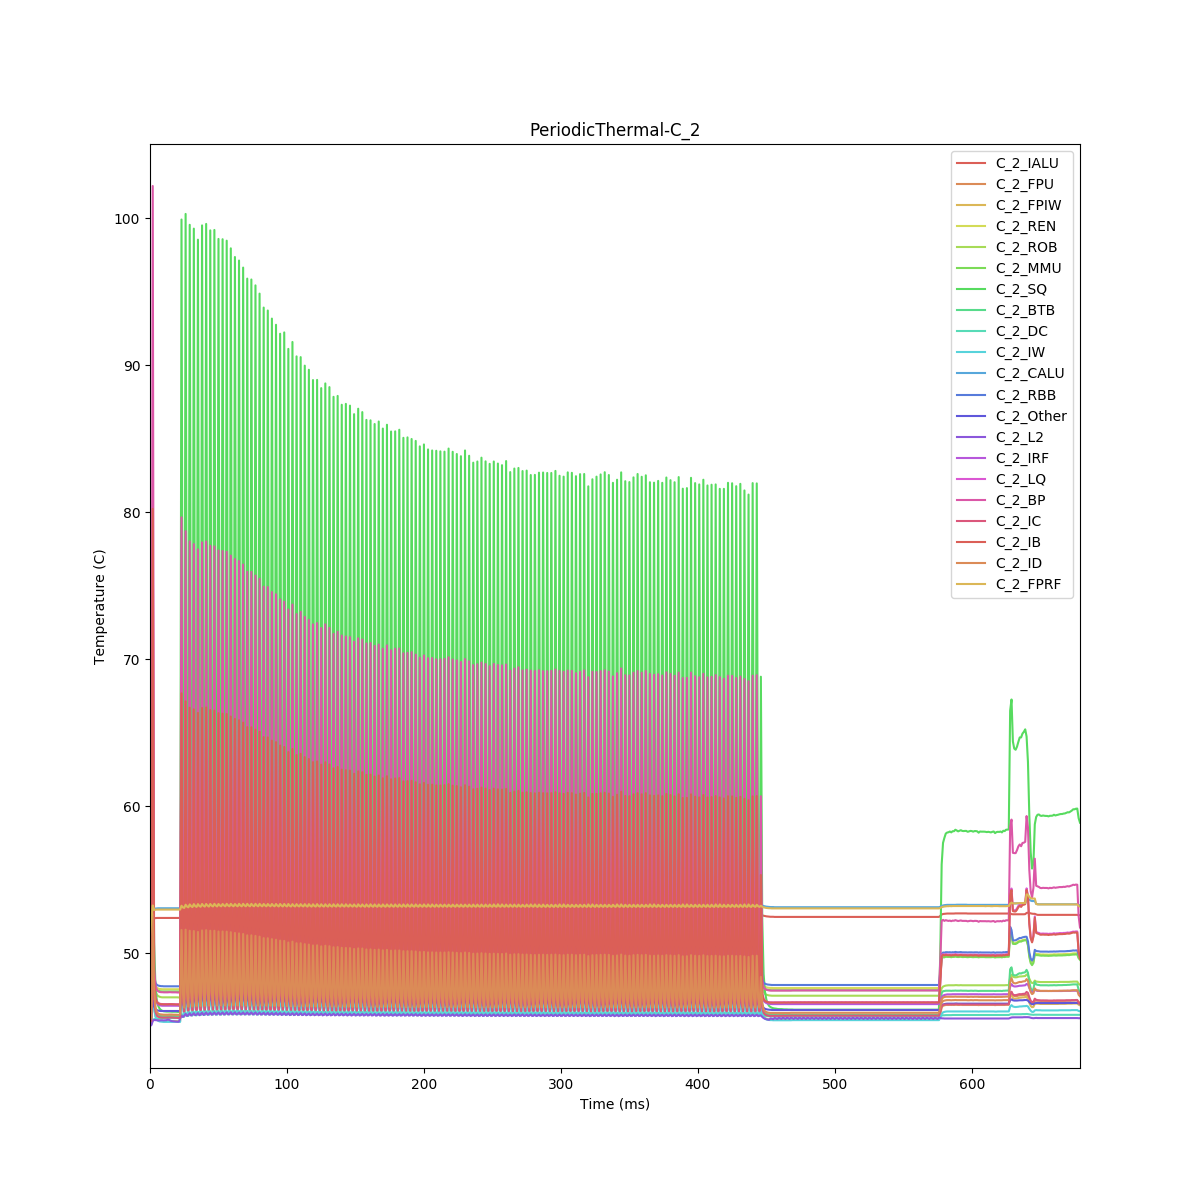 PeriodicThermal-C_2
C_2_IALU
C_2_FPU
C_2_FPIW
C_2_REN
C_2_ROB
C_2_MMU
C_2_SQ
C_2_BTB
C_2_DC
C_2_IW
C_2_CALU
C_2_RBB
C_2_Other
C_2_L2
C_2_IRF
C_2_LQ
C_2_BP
C_2_IC
C_2_IB
C_2_ID
C_2_FPRF
Temperature (C)
100
90
80
70
60
50
0 100 200 300 400 500 600
Time (ms)